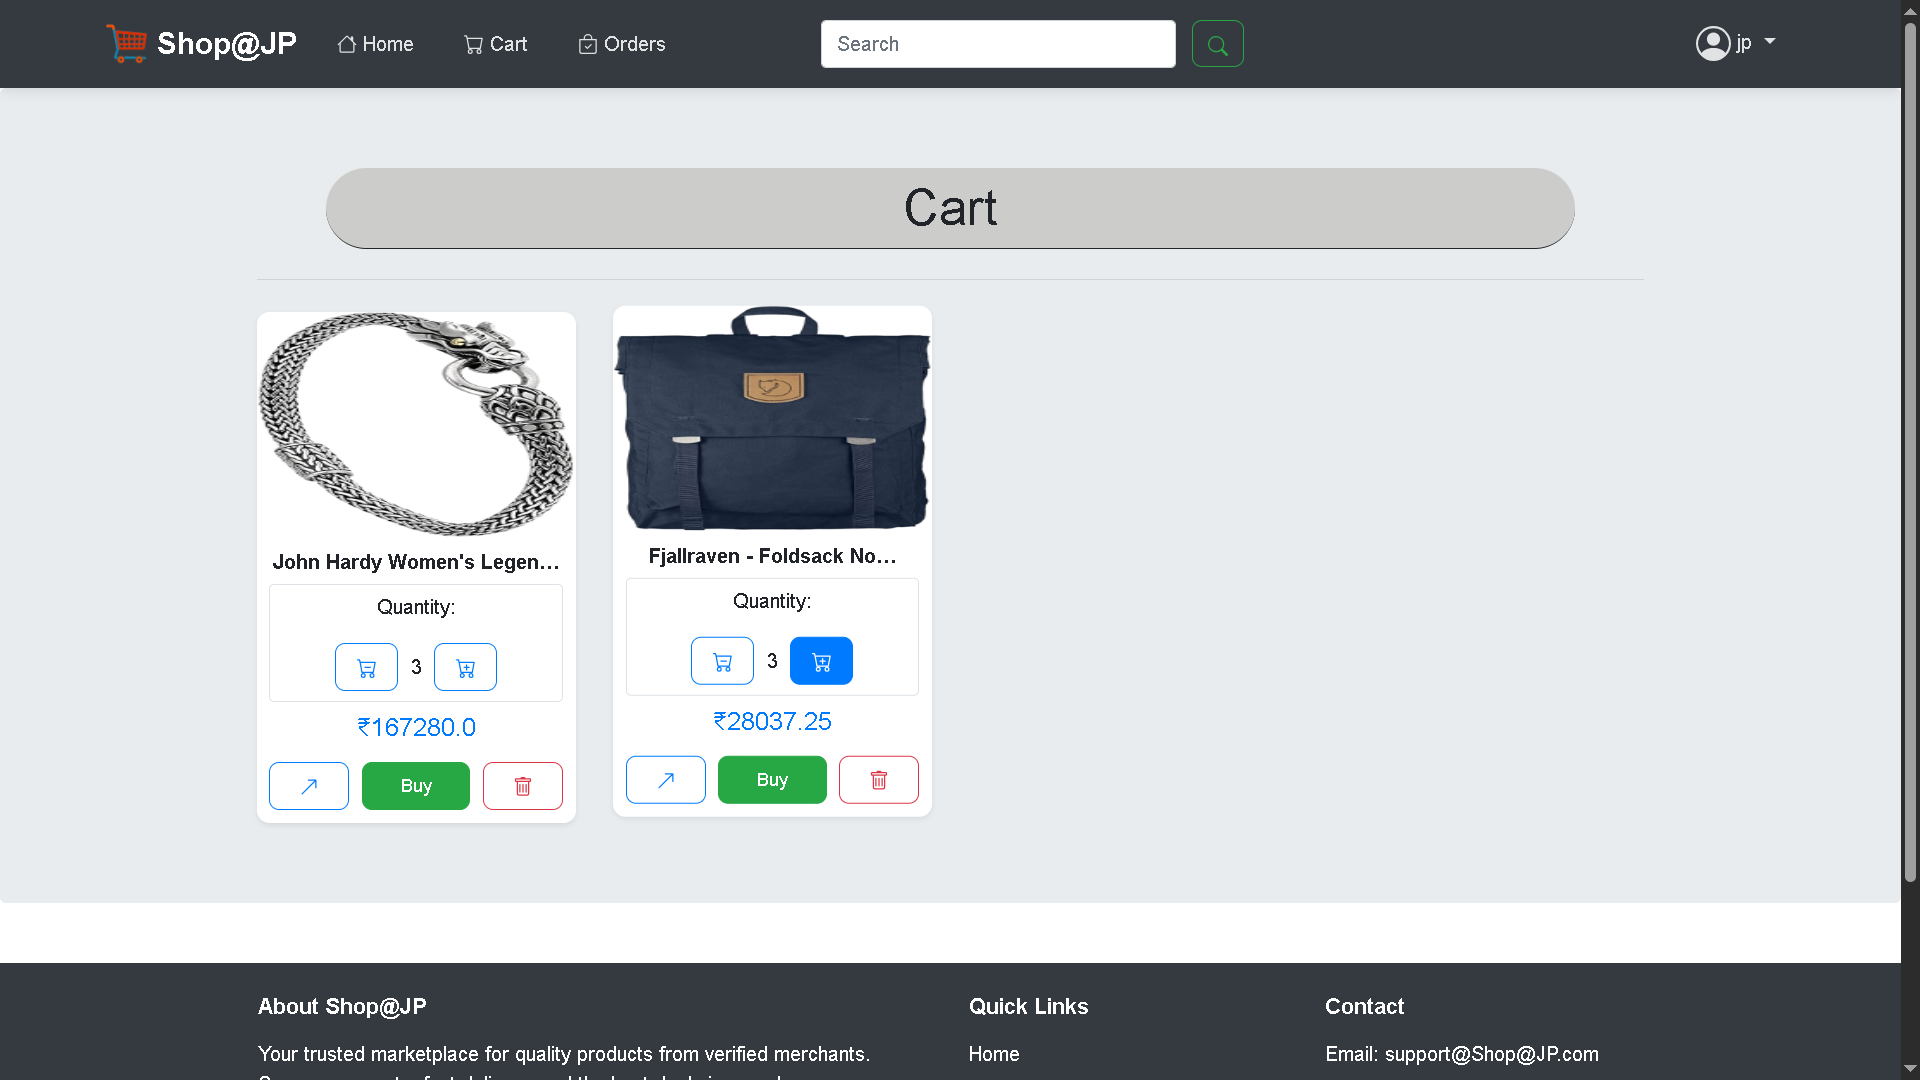 Shop@JP
Home
Cart
Orders
Search
jp
Cart
John Hardy Women's Legen...
Quantity:
3
₹167280.0
Buy
Fjallraven - Foldsack No...
Quantity:
3
₹28037.25
Buy
About Shop@JP
Your trusted marketplace for quality products from verified merchants.
Quick Links
Home
Contact
Email: support@Shop@JP.com